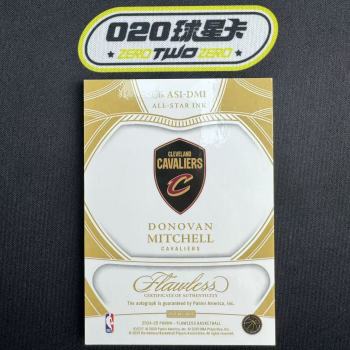 020球星卡
ZERO TWO ZERO
No. ASI-DMI
ALL-STAR INK
CLEVELAND
CAVALIERS
C
DONOVAN
MITCHELL
CAVALIERS
Flawless
CERTIFICATE OF AUTHENTICITY
The autograph is guaranteed by Panini America, Inc.
2024-25 PANINI - FLAWLESS BASKETBALL